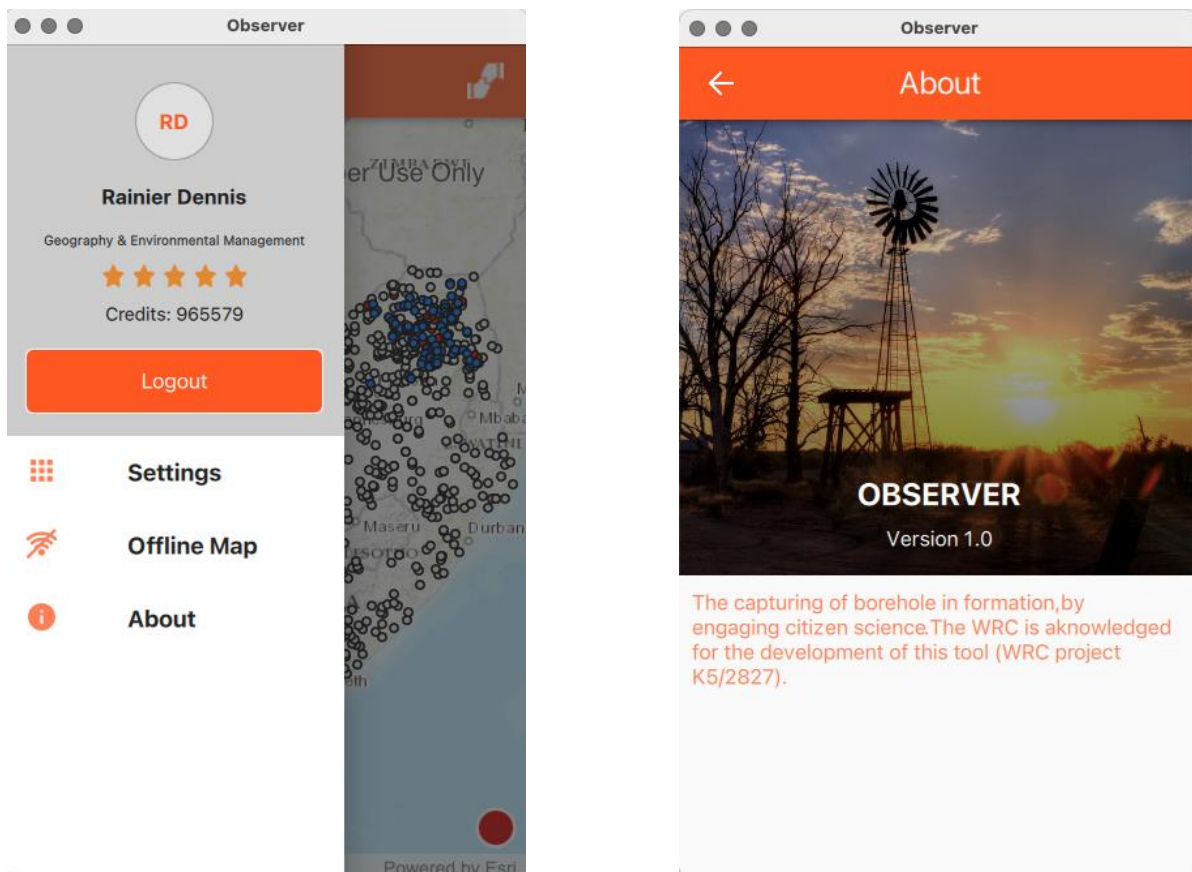 Observer
RD
Rainier Dennis
Geography & Environmental Management
Credits: 965579
Logout
Settings
Offline Map
About
ZIMBABWE
er Use Only
Mbaba
Maseru
Durban
Powered by Esri
Observer
About
OBSERVER
Version 1.0
The capturing of borehole in formation,by
engaging citizen science.The WRC is aknowledged
for the development of this tool (WRC project
K5/2827).